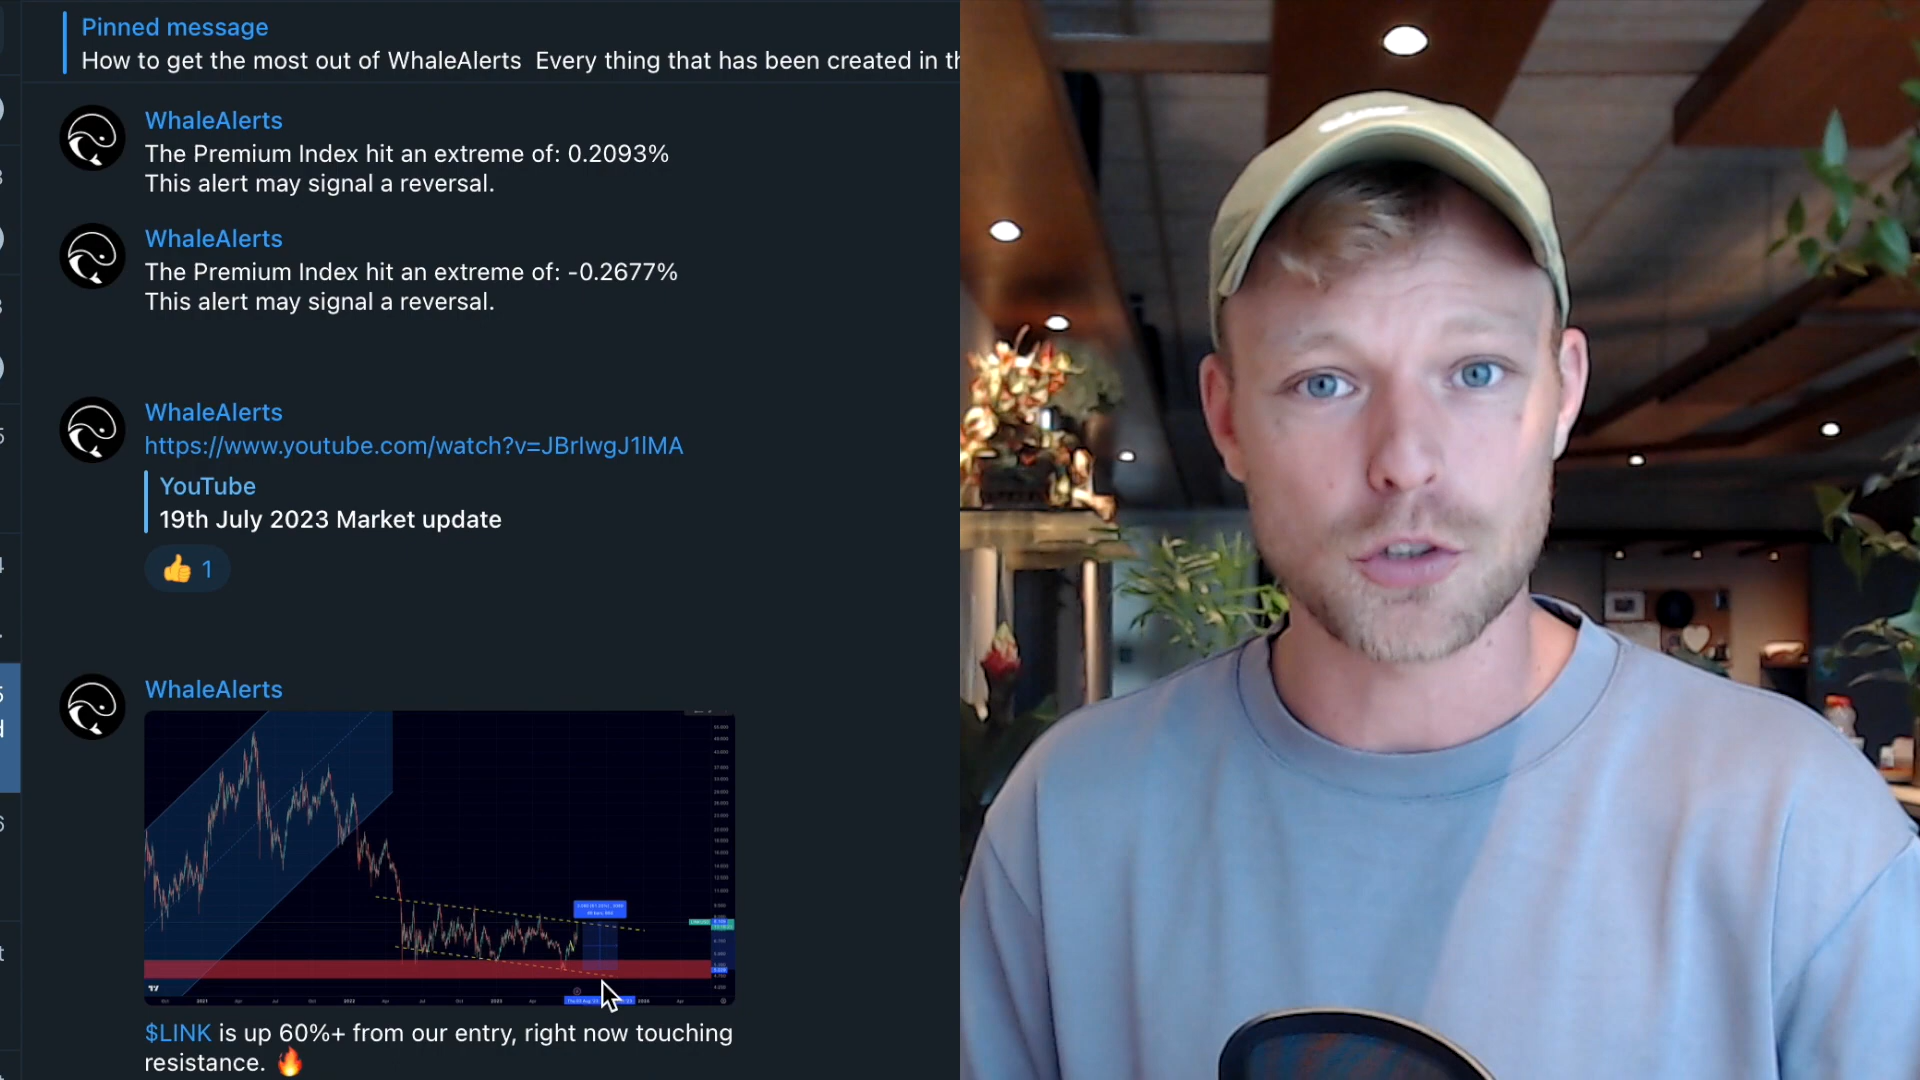 Pinned message
How to get the most out of WhaleAlerts Every thing that has been created in th
WhaleAlerts
The Premium Index hit an extreme of: 0.2093%
This alert may signal a reversal.
WhaleAlerts
The Premium Index hit an extreme of: -0.2677%
This alert may signal a reversal.
WhaleAlerts
https://www.youtube.com/watch?v=JBrIwgJ1lMA
YouTube
19th July 2023 Market update
👍 1
WhaleAlerts
$LINK is up 60%+ from our entry, right now touching
resistance. 🔥